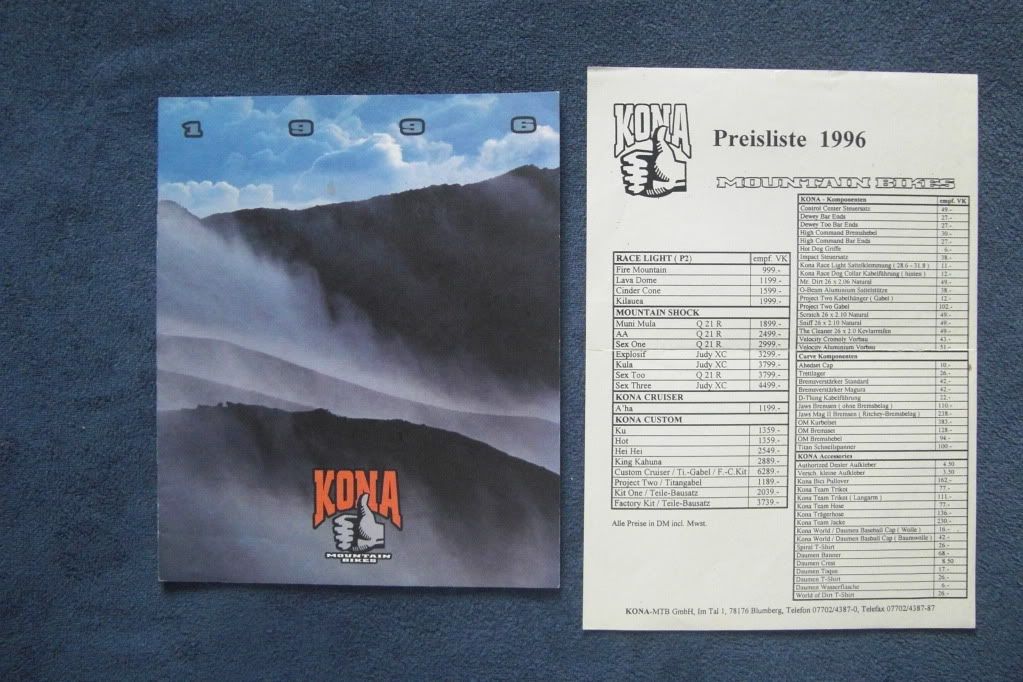 1 9 9 6
KONA
MOUNTAIN
BIKES
KONA
Preisliste 1996
MOUNTAIN BIKES
RACE LIGHT ( P2) empf. VK
Fire Mountain 999.-
Lava Dome 1199.-
Cinder Cone 1599.-
Kilauea 1999.-
MOUNTAIN SHOCK
Muni Mula Q 21 R 1899.-
AA Q 21 R 2499.-
Sex One Q 21 R 2999.-
Explosif Judy XC 3299.-
Kula Judy XC 3799.-
Sex Too Q 21 R 3799.-
Sex Three Judy XC 4499.-
KONA CRUISER
A'ha 1199.-
KONA CUSTOM
Ku 1359.-
Hot 1359.-
Hei Hei 2549.-
King Kahuna 2889.-
Custom Cruiser / Ti.-Gabel / F.-C.Kit 6289.-
Project Two / Titangabel 1189.-
Kit One / Teile-Bausatz 2039.-
Factory Kit / Teile-Bausatz 3739.-
Alle Preise in DM incl. Mwst.
KONA - Komponenten empf. VK
Control Center Steuersatz 49.-
Dewey Bar Ends 27.-
Dewey Too Bar Ends 27.-
High Command Bremshebel 30.-
High Command Bar Ends 27.-
Hot Dog Griffe 6.-
Impact Steuersatz 38.-
Kona Race Light Sattelklemmung ( 28.6 - 31.8 ) 11.-
Kona Race Dog Collar Kabelführung ( hinten ) 12.-
Mr. Dirt 26 x 2.06 Natural 49.-
O-Beam Aluminium Sattelstütze 38.-
Project Two Kabelhänger ( Gabel ) 12.-
Project Two Gabel 102.-
Scratch 26 x 2.10 Natural 49.-
Sniff 26 x 2.10 Natural 49.-
The Cleaner 26 x 2.0 Kevlarreifen 49.-
Velocity Cromoly Vorbau 43.-
Velocity Aluminium Vorbau 51.-
Curve Komponenten
Ahedset Cap 10.-
Tretlager 26.-
Bremsverstärker Standard 42.-
Bremsverstärker Magura 42.-
D-Thing Kabelführung 22.-
Jaws Bremsen ( ohne Bremsbelag ) 110.-
Jaws Mag II Bremsen ( Ritchey-Bremsbelag ) 238.-
OM Kurbelset 383.-
OM Bremsset 128.-
OM Bremshebel 94.-
Titan Schnellspanner 100.-
KONA Accessories
Authorized Dealer Aufkleber 4.50
Versch. kleine Aufkleber 3.50
Kona Bici Pullover 162.-
Kona Team Trikot 77.-
Kona Team Trikot ( Langarm ) 111.-
Kona Team Hose 77.-
Kona Trägerhose 136.-
Kona Team Jacke 230.-
Kona World / Daumen Baseball Cap ( Wolle ) 16.-
Kona World / Daumen Basball Cap ( Baumwolle ) 42.-
Spiral T-Shirt 26.-
Daumen Banner 68.-
Daumen Crest 8.50
Daumen Toque 17.-
Daumen T-Shirt 26.-
Daumen Wasserflasche 6.-
World of Dirt T-Shirt 26.-
KONA-MTB GmbH, Im Tal 1, 78176 Blumberg, Telefon 07702/4387-0, Telefax 07702/4387-87